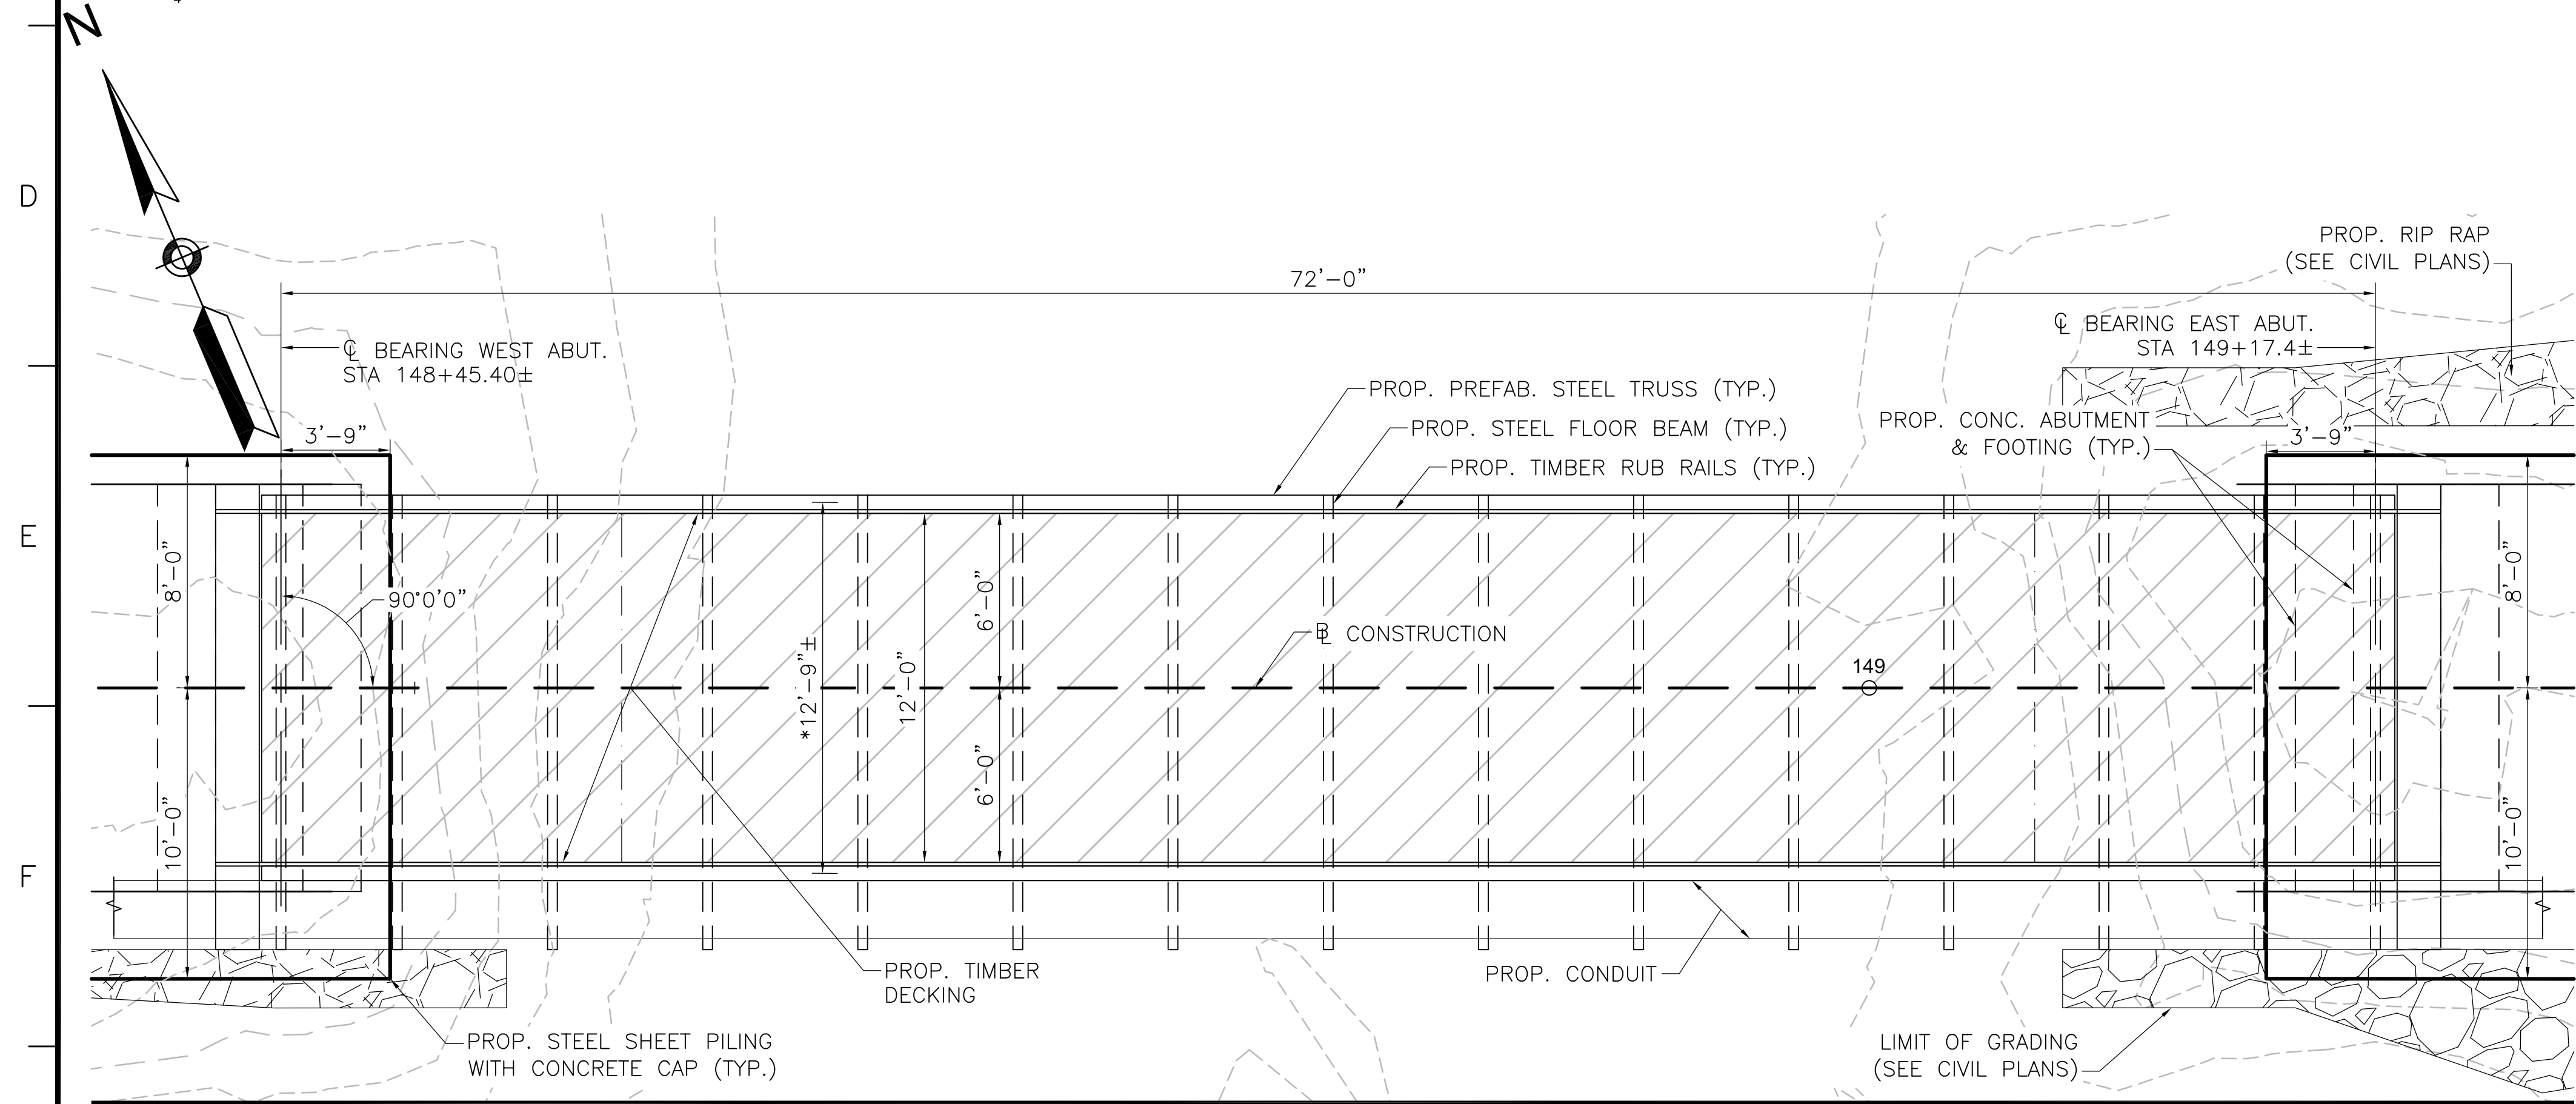 4
N
D
E
F
72'-0"
PROP. RIP RAP
(SEE CIVIL PLANS)
℄ BEARING WEST ABUT.
STA 148+45.40±
℄ BEARING EAST ABUT.
STA 149+17.4±
PROP. PREFAB. STEEL TRUSS (TYP.)
PROP. STEEL FLOOR BEAM (TYP.)
PROP. TIMBER RUB RAILS (TYP.)
PROP. CONC. ABUTMENT
& FOOTING (TYP.)
3'-9"
3'-9"
8'-0"
90°0'0"
6'-0"
8'-0"
BL CONSTRUCTION
149
*12'-9"±
12'-0"
6'-0"
10'-0"
10'-0"
PROP. TIMBER
DECKING
PROP. CONDUIT
PROP. STEEL SHEET PILING
WITH CONCRETE CAP (TYP.)
LIMIT OF GRADING
(SEE CIVIL PLANS)